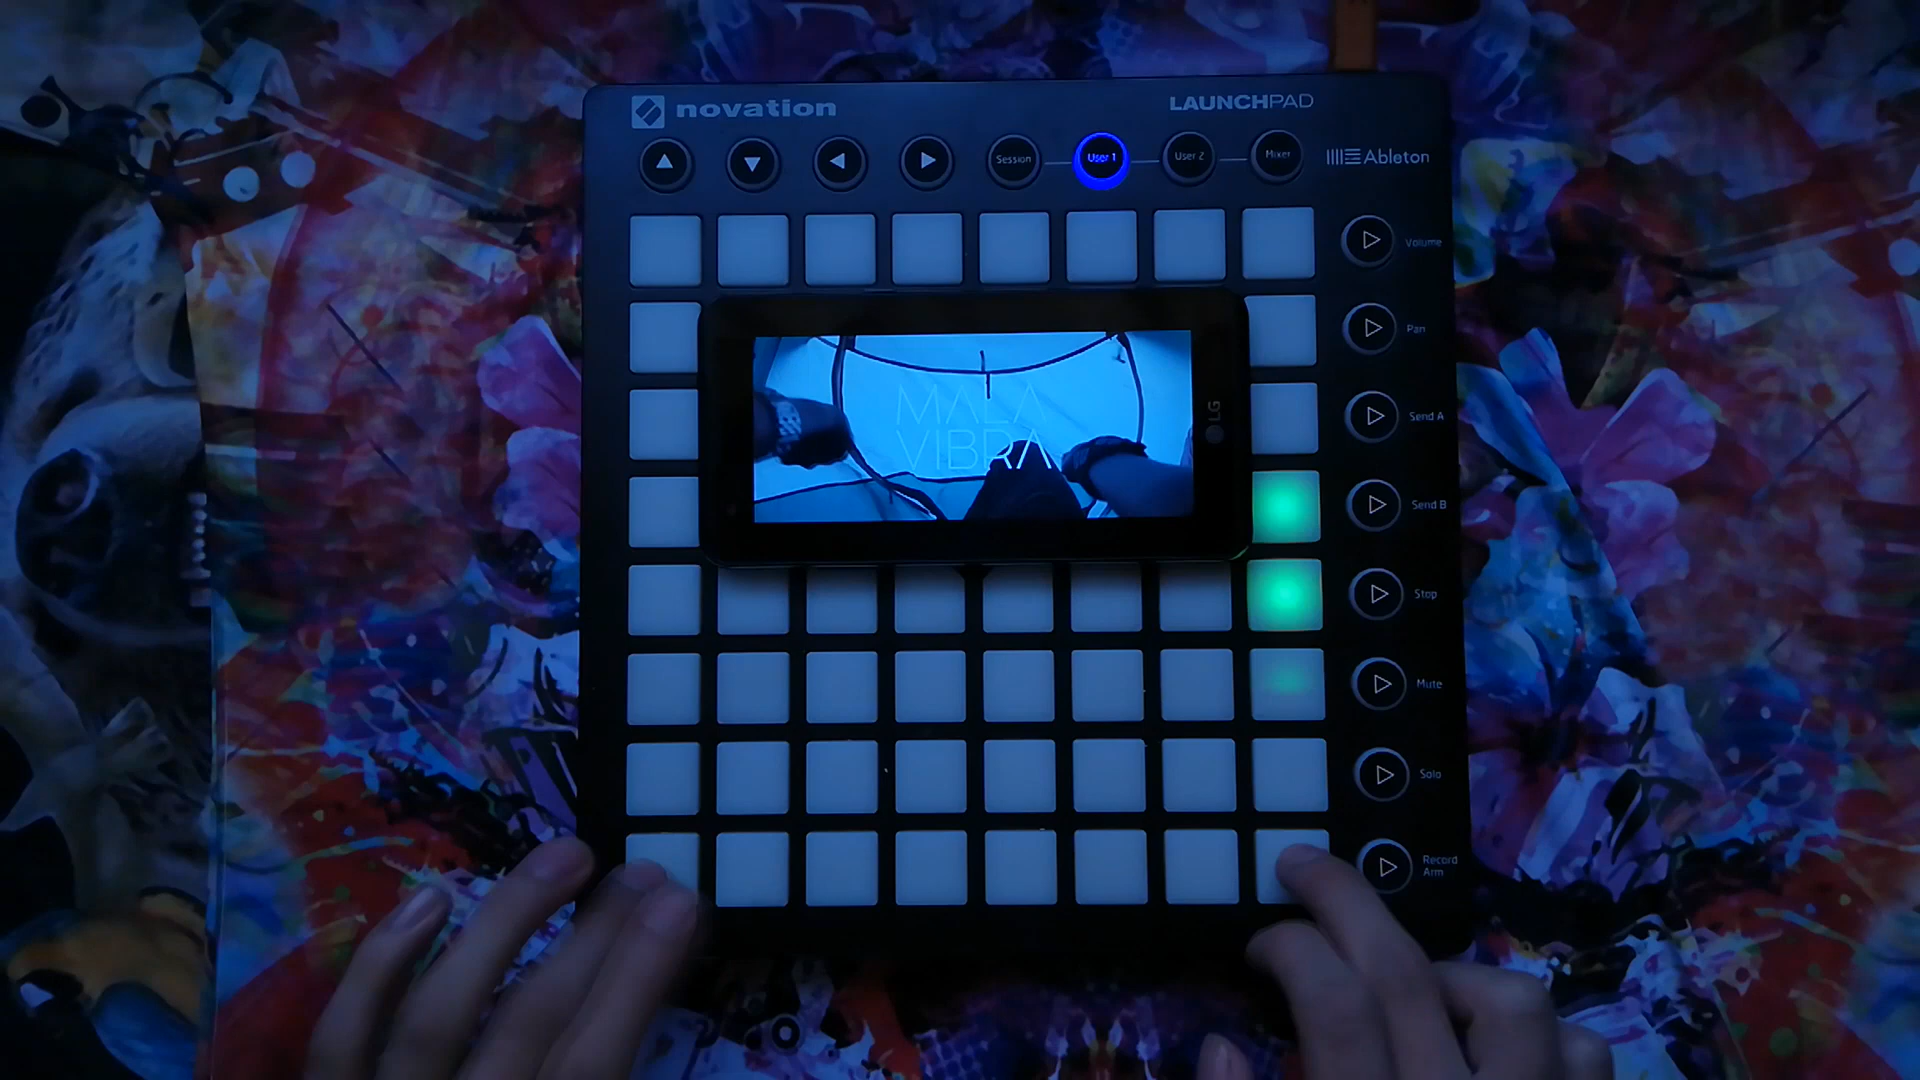 novation
LAUNCHPAD
Session
User 1
User 2
Mixer
Ableton
Volume
Pan
Send A
Send B
Stop
Mute
Solo
Record
Arm
MALA
VIBRA
LG